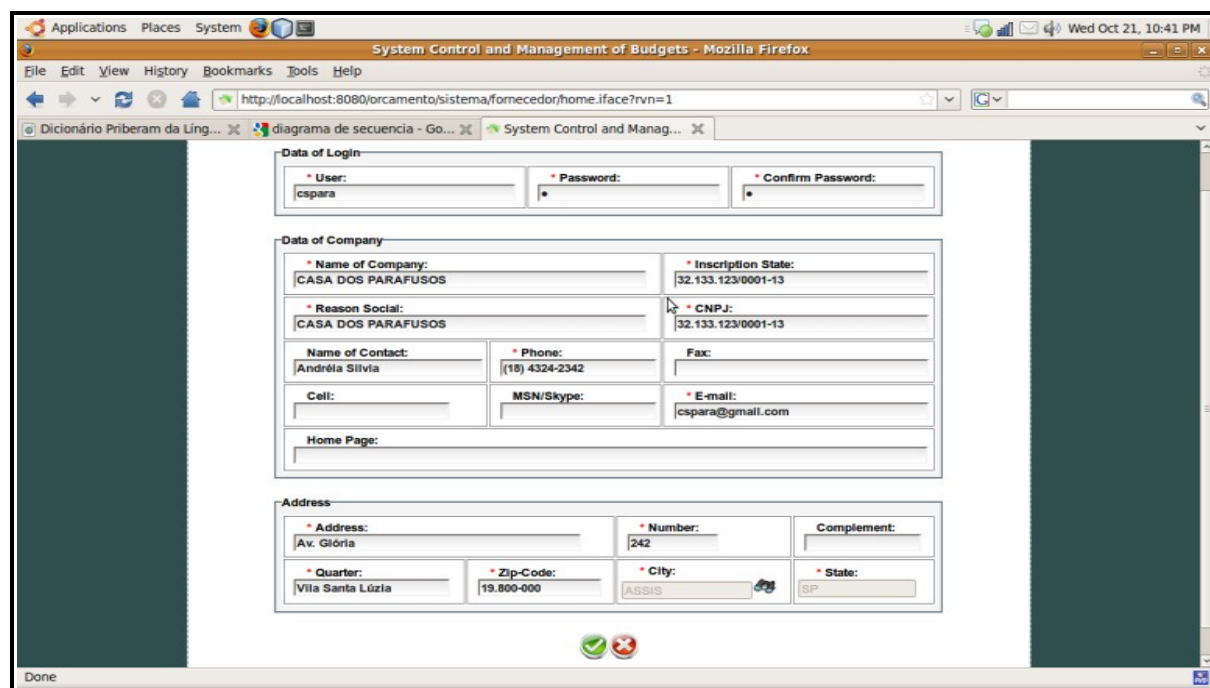 Applications Places System Wed Oct 21, 10:41 PM
System Control and Management of Budgets - Mozilla Firefox
File Edit View History Bookmarks Tools Help
http://localhost:8080/orcamento/sistema/fornecedor/home.iface?rvn=1
Dicionário Priberam da Líng... diagrama de secuencia - Go... System Control and Manag...
Data of Login
* User: * Password: * Confirm Password:
cspara • •
Data of Company
* Name of Company: * Inscription State:
CASA DOS PARAFUSOS 32.133.123/0001-13
* Reason Social: * CNPJ:
CASA DOS PARAFUSOS 32.133.123/0001-13
Name of Contact: * Phone: Fax:
Andréia Silvia (18) 4324-2342
Cell: MSN/Skype: * E-mail:
cspara@gmail.com
Home Page:
Address
* Address: * Number: Complement:
Av. Glória 242
* Quarter: * Zip-Code: * City: * State:
Vila Santa Lúzia 19.800-000 ASSIS SP
Done